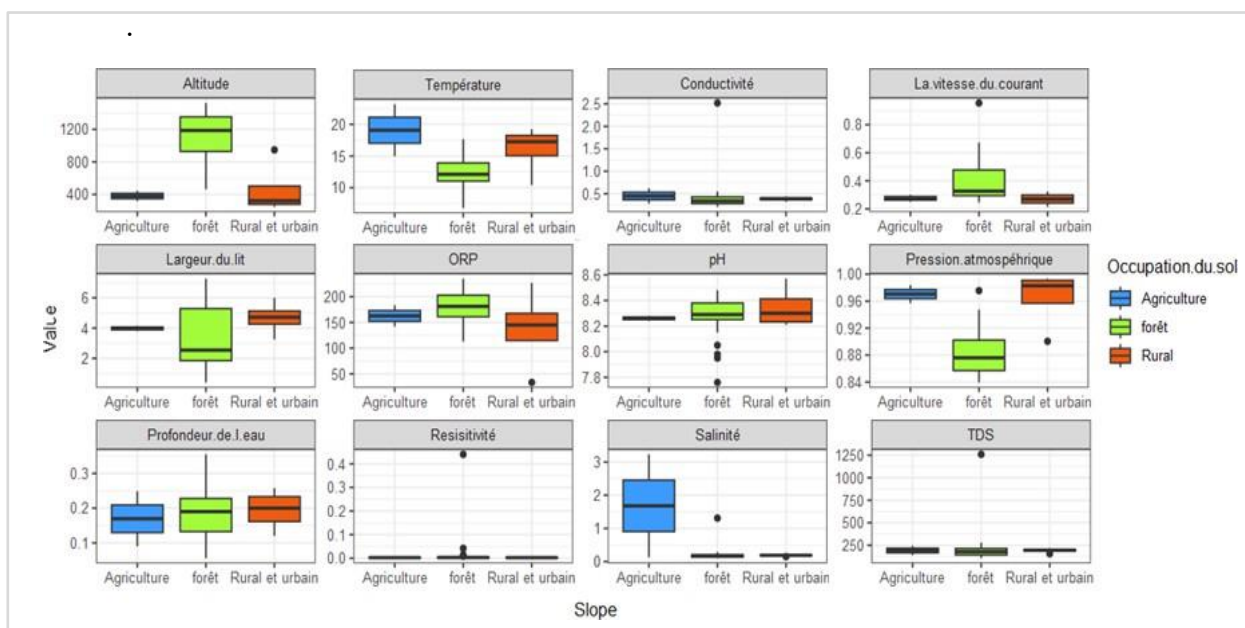 Altitude
Température
Conductivité
La.vitesse.du.courant
1200
800
400
20
15
10
2.5
2.0
1.5
1.0
0.5
0.8
0.6
0.4
0.2
Agriculture forêt Rural et urbain
Agriculture forêt Rural et urbain
Agriculture forêt Rural et urbain
Agriculture forêt Rural et urbain
Largeur.du.lit
ORP
pH
Pression.atmospéhrique
6
4
2
200
150
100
50
8.6
8.4
8.2
8.0
7.8
1.00
0.96
0.92
0.88
0.84
Agriculture forêt Rural et urbain
Agriculture forêt Rural et urbain
Agriculture forêt Rural et urbain
Agriculture forêt Rural et urbain
Profondeur.de.l.eau
Resisitivité
Salinité
TDS
0.3
0.2
0.1
0.4
0.3
0.2
0.1
0.0
3
2
1
0
1250
1000
750
500
250
Agriculture forêt Rural et urbain
Agriculture forêt Rural et urbain
Agriculture forêt Rural et urbain
Agriculture forêt Rural et urbain
Value
Slope
Occupation.du.sol
Agriculture
forêt
Rural